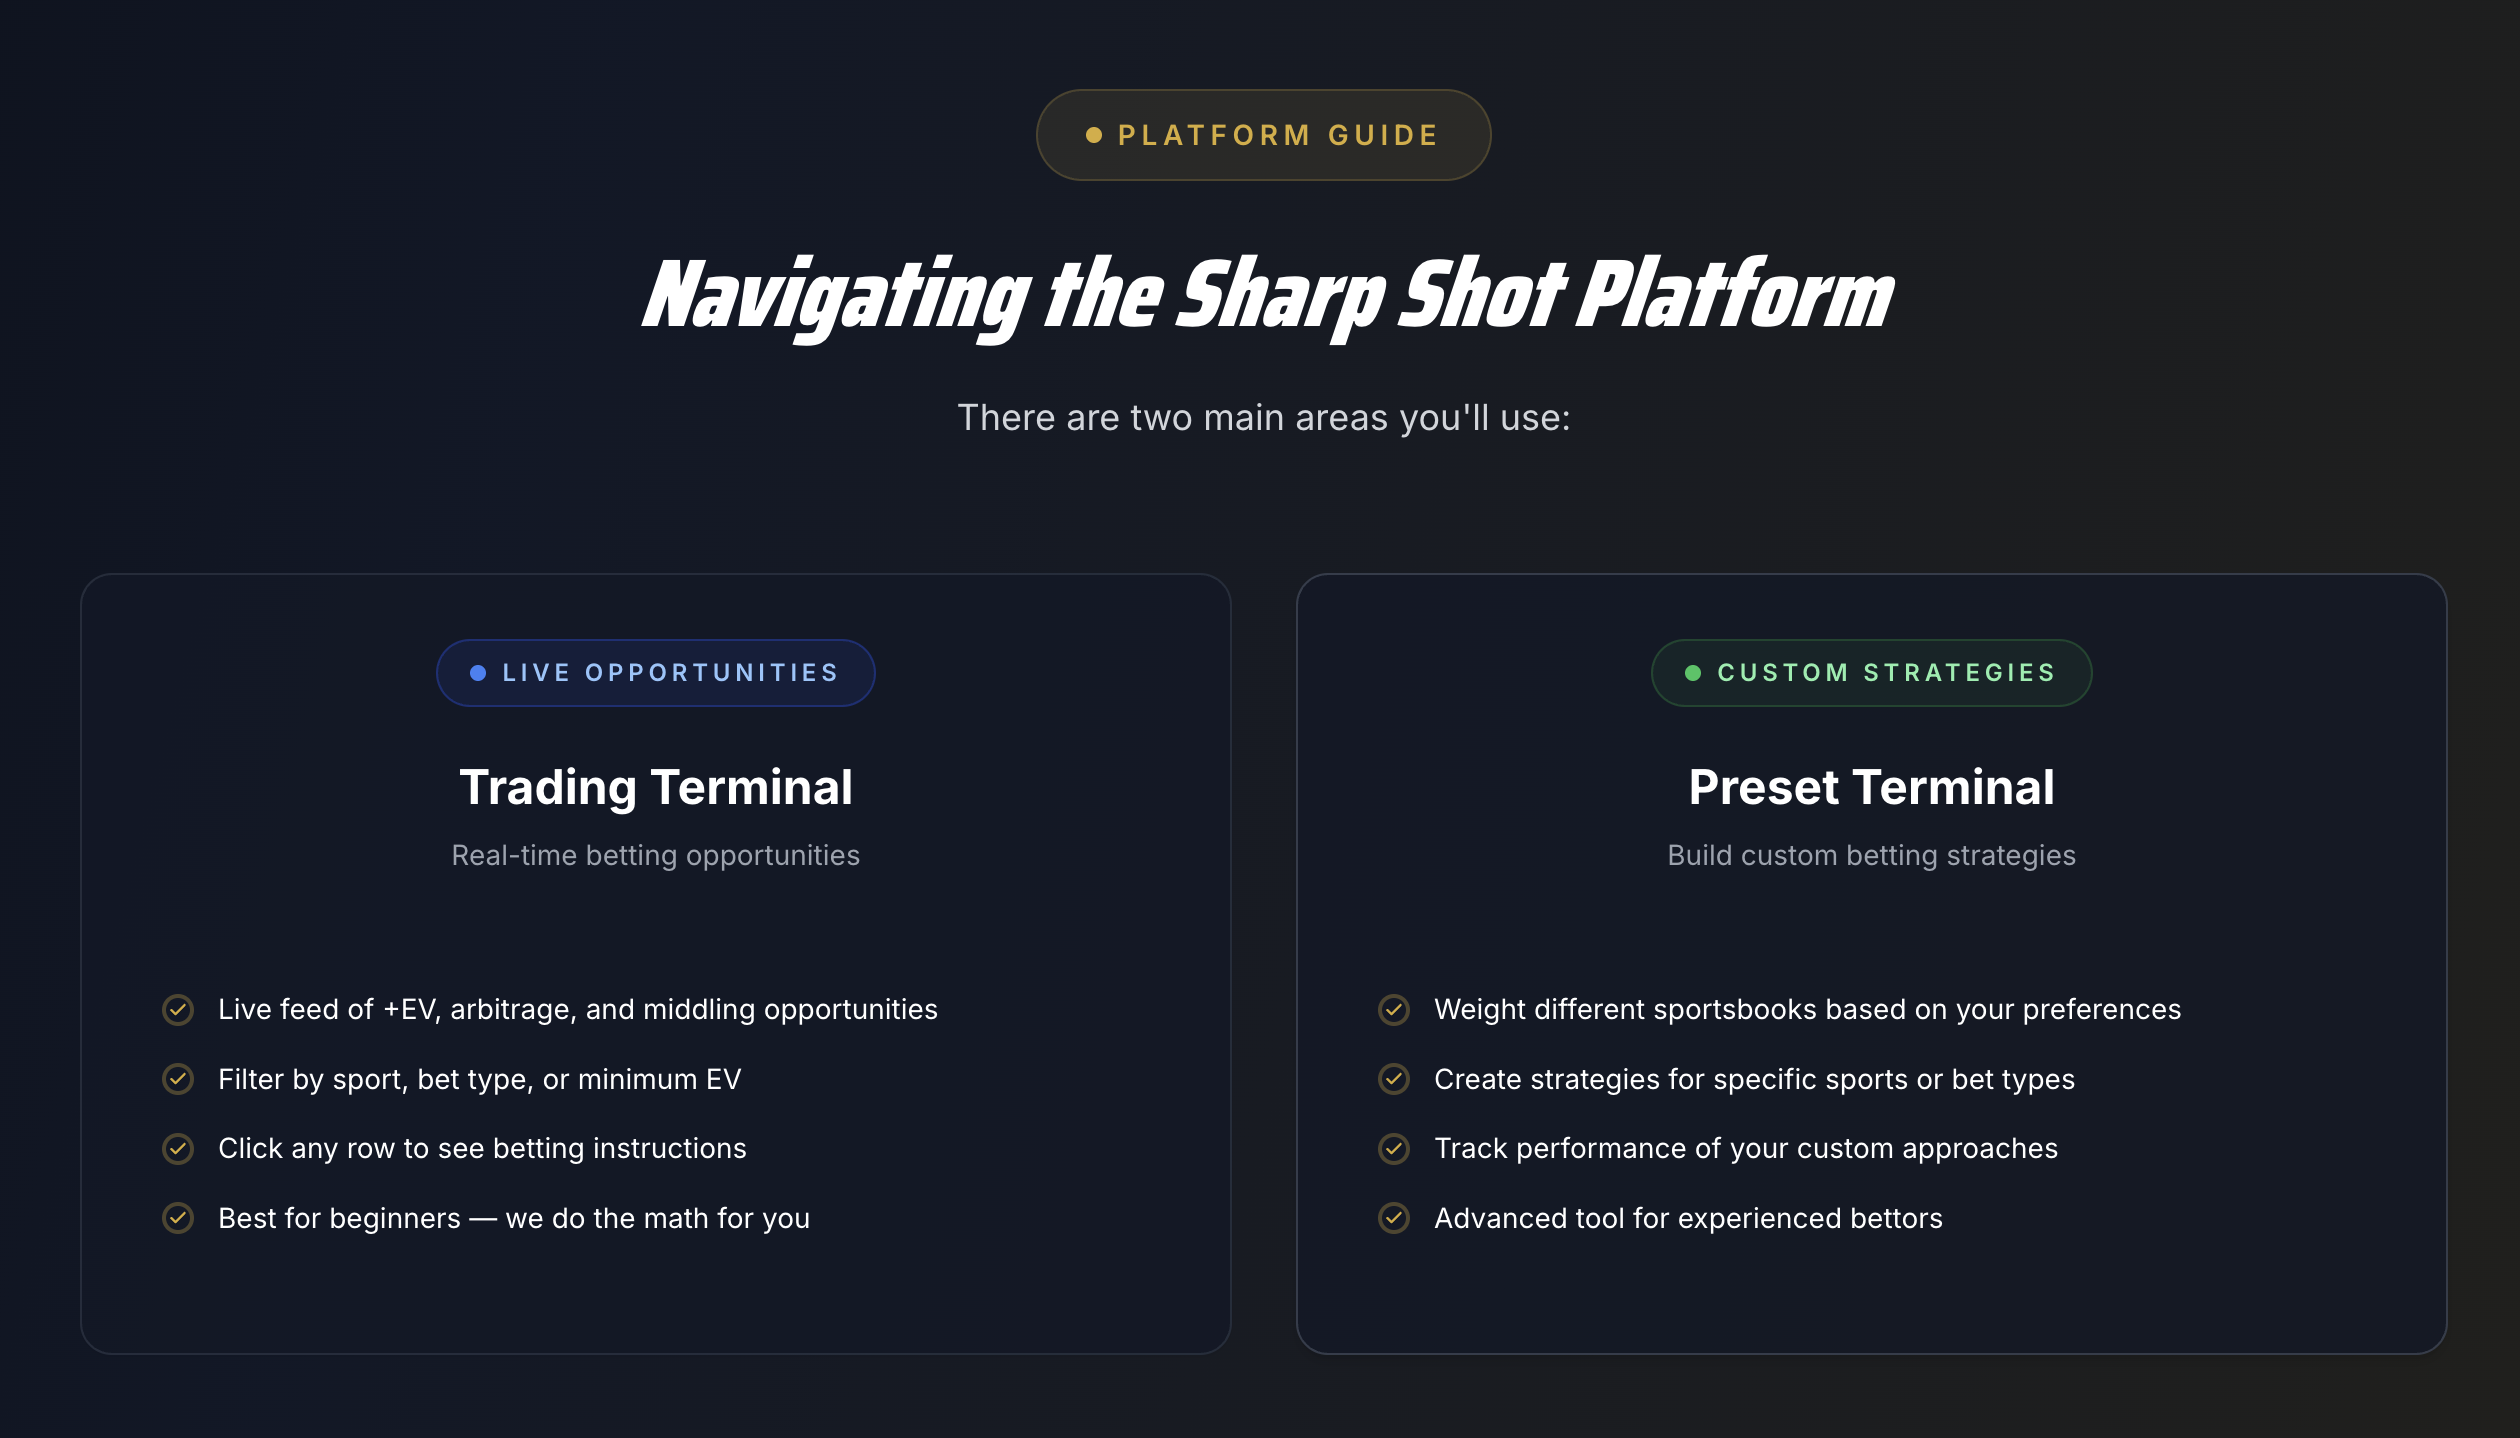 PLATFORM GUIDE
Navigating the Sharp Shot Platform
There are two main areas you'll use:
LIVE OPPORTUNITIES
Trading Terminal
Real-time betting opportunities
Live feed of +EV, arbitrage, and middling opportunities
Filter by sport, bet type, or minimum EV
Click any row to see betting instructions
Best for beginners — we do the math for you
CUSTOM STRATEGIES
Preset Terminal
Build custom betting strategies
Weight different sportsbooks based on your preferences
Create strategies for specific sports or bet types
Track performance of your custom approaches
Advanced tool for experienced bettors